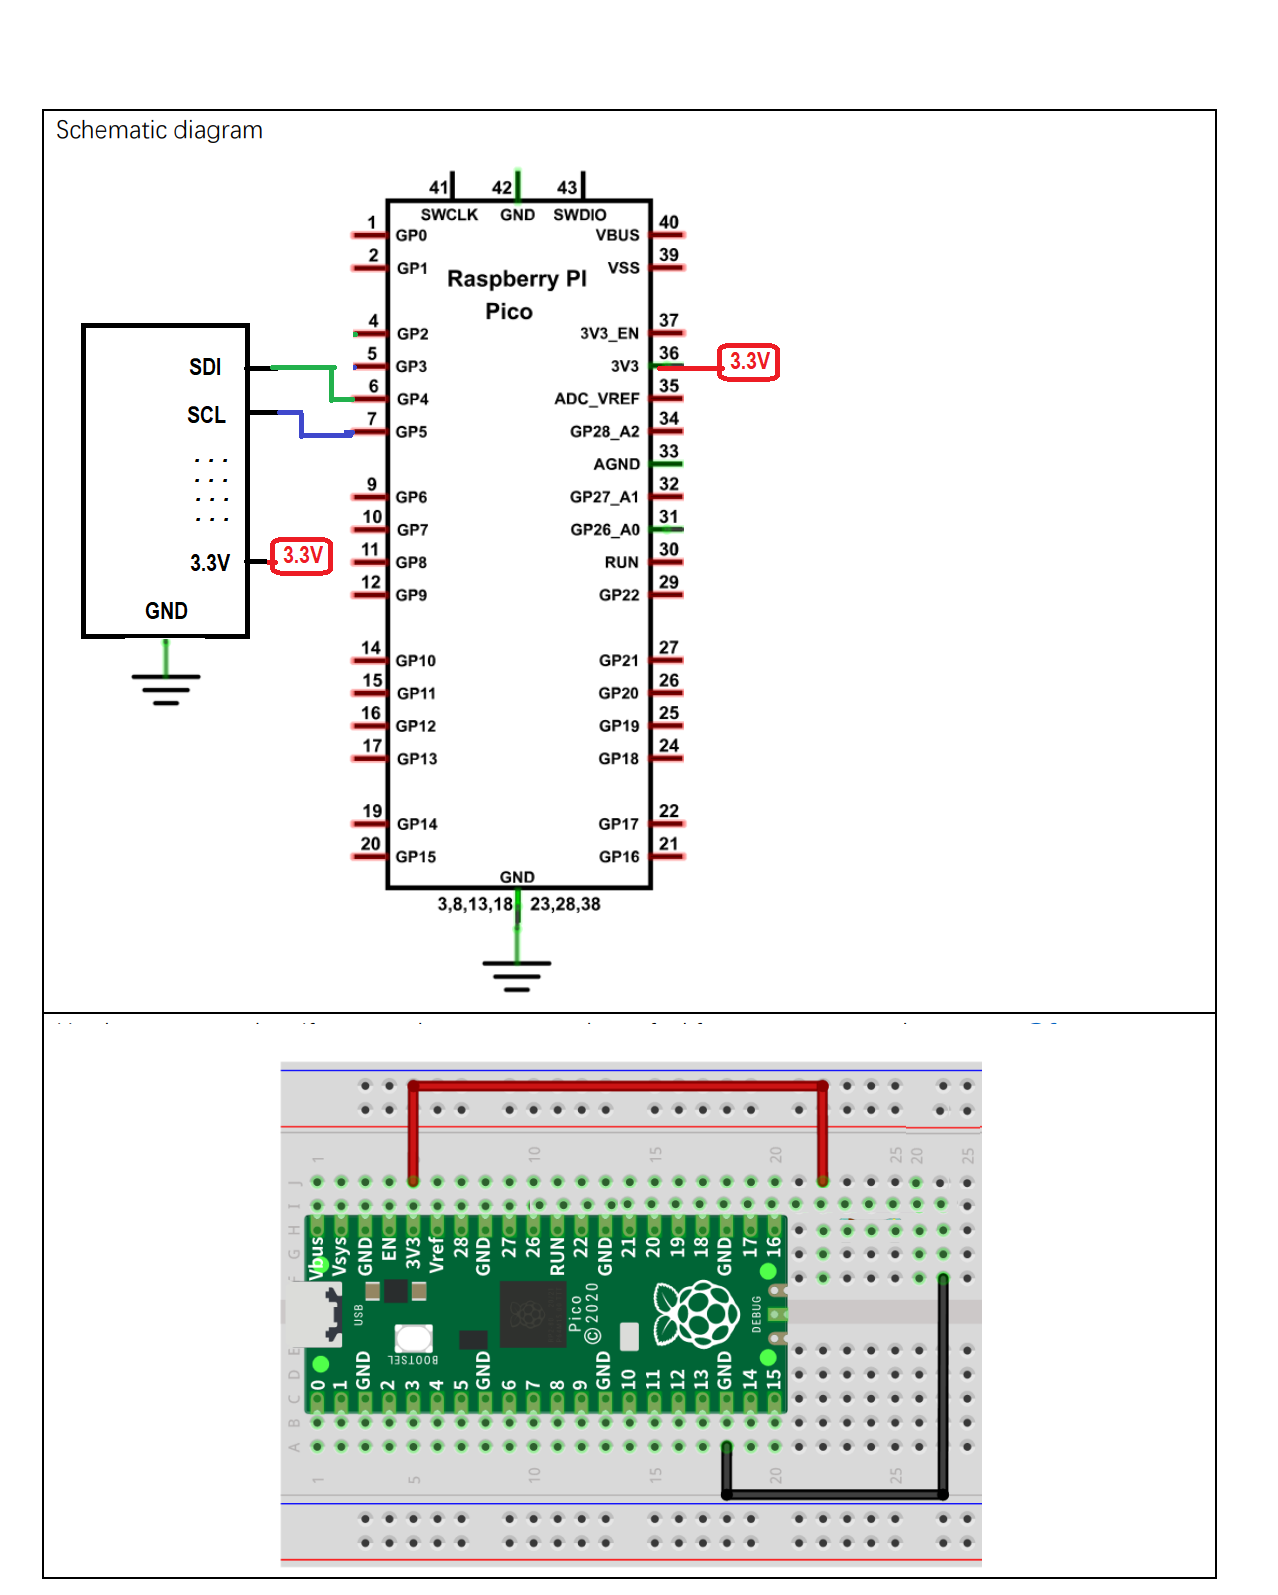 Schematic diagram
41 42 43
SWCLK GND SWDIO
1 GP0 VBUS 40
2 GP1 VSS 39
Raspberry PI
Pico
4 GP2 3V3_EN 37
5 GP3 3V3 36 3.3V
6 GP4 ADC_VREF 35
7 GP5 GP28_A2 34
AGND 33
9 GP6 GP27_A1 32
10 GP7 GP26_A0 31
11 GP8 RUN 30
12 GP9 GP22 29
14 GP10 GP21 27
15 GP11 GP20 26
16 GP12 GP19 25
17 GP13 GP18 24
19 GP14 GP17 22
20 GP15 GP16 21
GND
3,8,13,18 23,28,38
SDI
SCL
. . .
. . .
. . .
. . .
3.3V 3.3V
GND
1 10 15 20 25 20 25
J
I
H
G
F
Vbus Vsys GND EN 3V3 Vref 28 GND 27 26 RUN 22 GND 21 20 19 18 GND 17 16
USB
BOOTSEL
Pico
©2020
DEBUG
0 1 GND 2 3 4 5 GND 6 7 8 9 GND 10 11 12 13 GND 14 15
E
D
C
B
A
1 5 10 15 20 25